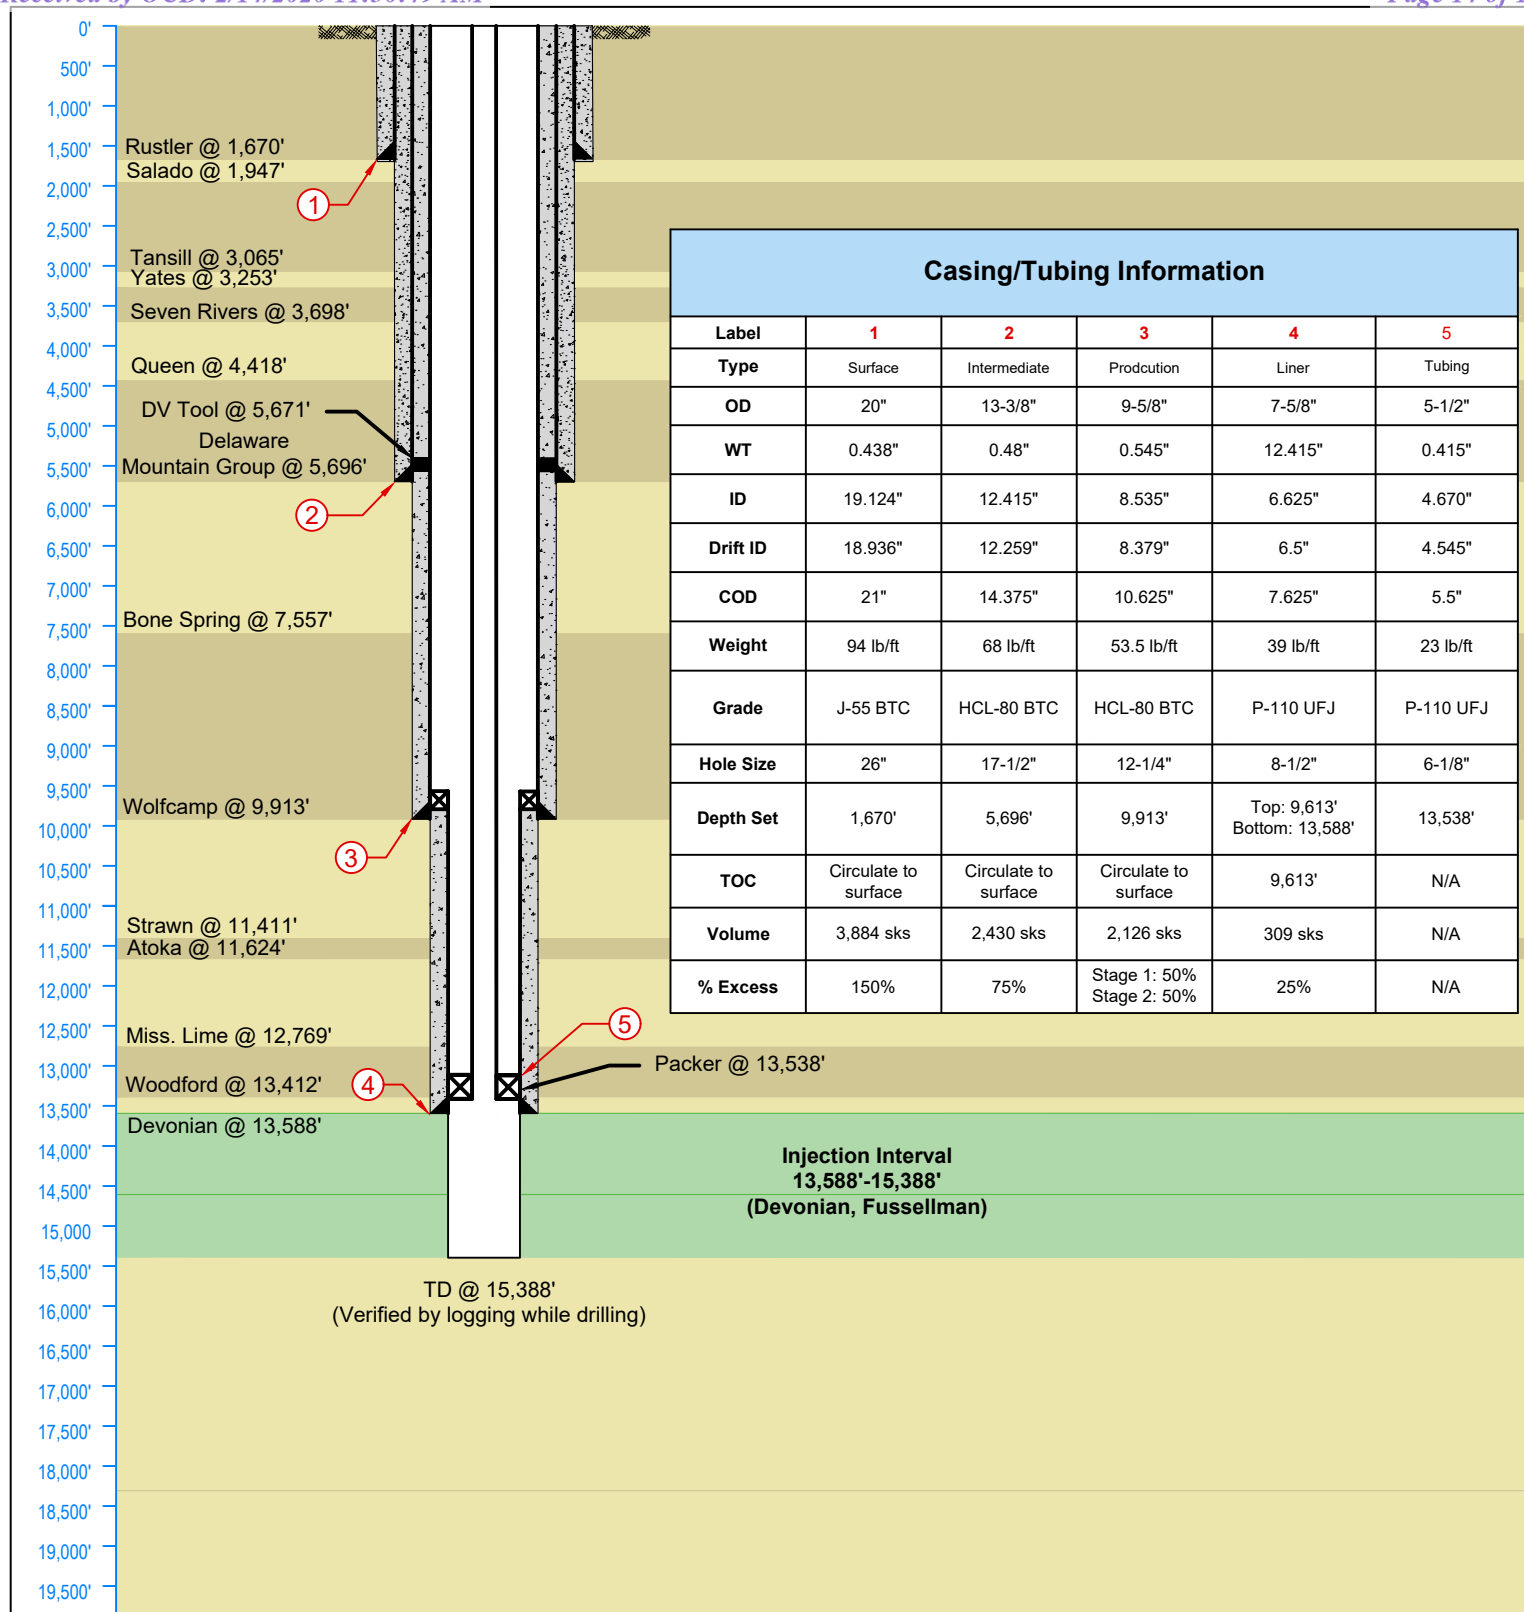 0'
500'
1,000'
1,500'
2,000'
2,500'
3,000'
3,500'
4,000'
4,500'
5,000'
5,500'
6,000'
6,500'
7,000'
7,500'
8,000'
8,500'
9,000'
9,500'
10,000'
10,500'
11,000'
11,500'
12,000'
12,500'
13,000'
13,500'
14,000'
14,500'
15,000
15,500'
16,000'
16,500'
17,000'
17,500'
18,000'
18,500'
19,000'
19,500'
Rustler @ 1,670'
Salado @ 1,947'
1
Tansill @ 3,065'
Yates @ 3,253'
Seven Rivers @ 3,698'
Queen @ 4,418'
DV Tool @ 5,671'
Delaware
Mountain Group @ 5,696'
2
Bone Spring @ 7,557'
Wolfcamp @ 9,913'
3
Strawn @ 11,411'
Atoka @ 11,624'
Miss. Lime @ 12,769'
5
Packer @ 13,538'
Woodford @ 13,412'
4
Devonian @ 13,588'
Injection Interval
13,588'-15,388'
(Devonian, Fussellman)
TD @ 15,388'
(Verified by logging while drilling)
Casing/Tubing Information
Label 1 2 3 4 5
Type Surface Intermediate Prodcution Liner Tubing
OD 20" 13-3/8" 9-5/8" 7-5/8" 5-1/2"
WT 0.438" 0.48" 0.545" 12.415" 0.415"
ID 19.124" 12.415" 8.535" 6.625" 4.670"
Drift ID 18.936" 12.259" 8.379" 6.5" 4.545"
COD 21" 14.375" 10.625" 7.625" 5.5"
Weight 94 lb/ft 68 lb/ft 53.5 lb/ft 39 lb/ft 23 lb/ft
Grade J-55 BTC HCL-80 BTC HCL-80 BTC P-110 UFJ P-110 UFJ
Hole Size 26" 17-1/2" 12-1/4" 8-1/2" 6-1/8"
Depth Set 1,670' 5,696' 9,913' Top: 9,613' Bottom: 13,588' 13,538'
TOC Circulate to surface Circulate to surface Circulate to surface 9,613' N/A
Volume 3,884 sks 2,430 sks 2,126 sks 309 sks N/A
% Excess 150% 75% Stage 1: 50% Stage 2: 50% 25% N/A